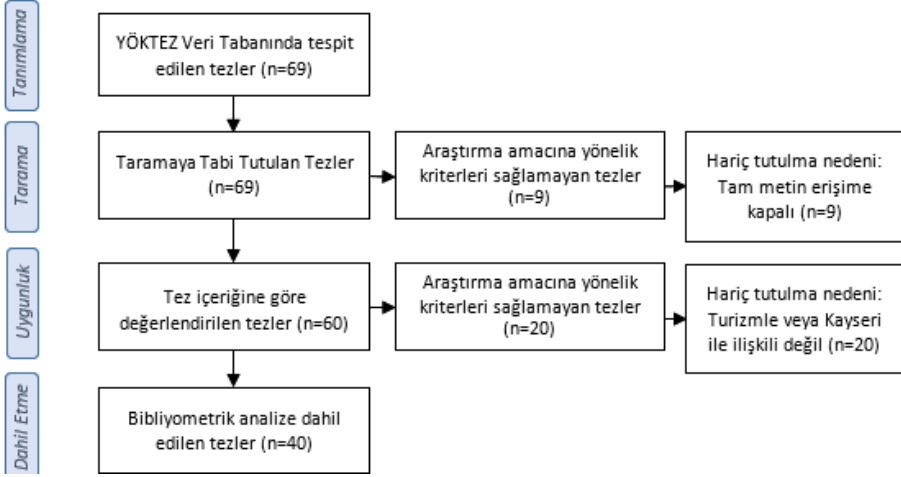 Tanımlama
YÖKTEZ Veri Tabanında tespit
edilen tezler (n=69)
Tarama
Taramaya Tabi Tutulan Tezler
(n=69)
Araştırma amacına yönelik
kriterleri sağlamayan tezler
(n=9)
Hariç tutulma nedeni:
Tam metin erişime
kapalı (n=9)
Uygunluk
Tez içeriğine göre
değerlendirilen tezler (n=60)
Araştırma amacına yönelik
kriterleri sağlamayan tezler
(n=20)
Hariç tutulma nedeni:
Turizmle veya Kayseri
ile ilişkili değil (n=20)
Dahil Etme
Bibliyometrik analize dahil
edilen tezler (n=40)